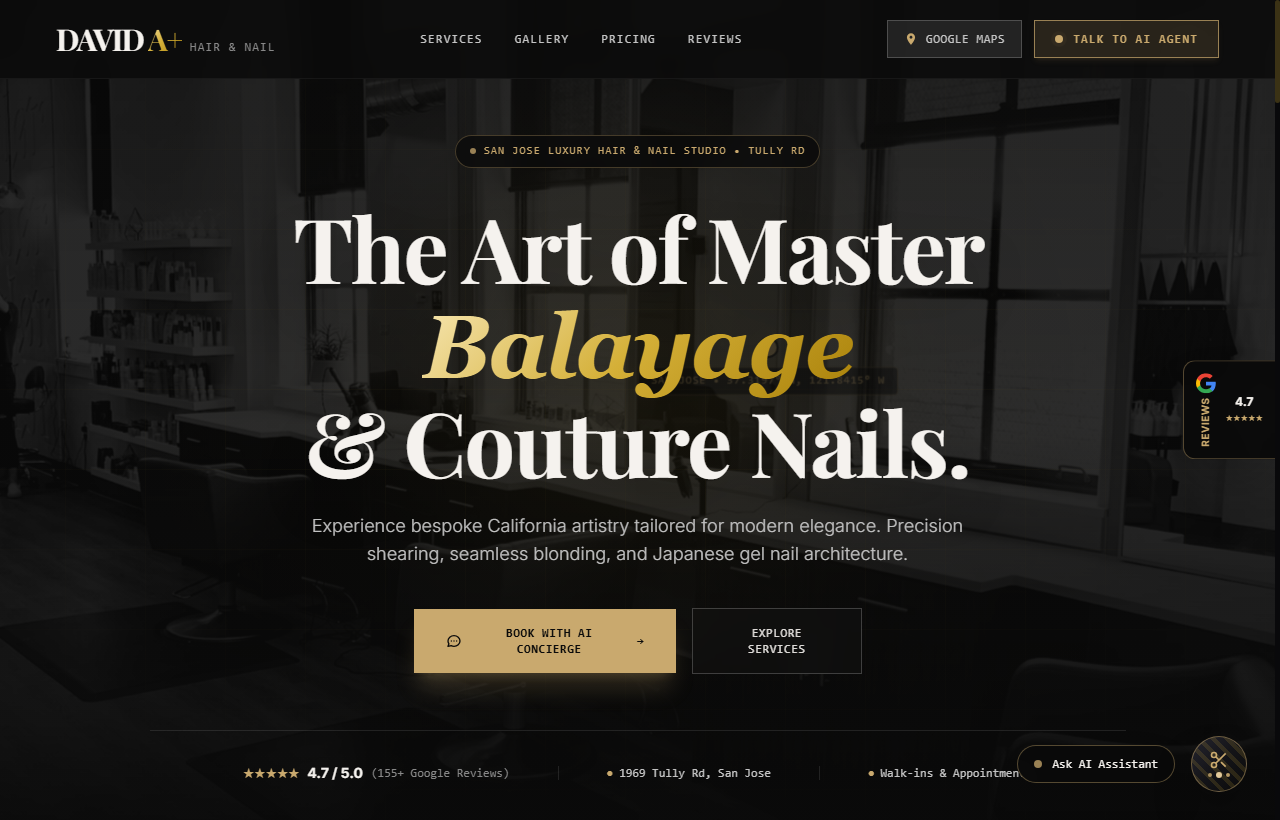 DAVID A+ HAIR & NAIL
SERVICES
GALLERY
PRICING
REVIEWS
GOOGLE MAPS
TALK TO AI AGENT
SAN JOSE LUXURY HAIR & NAIL STUDIO • TULLY RD
The Art of Master
Balayage
& Couture Nails.
REVIEWS
4.7
★★★★★
Experience bespoke California artistry tailored for modern elegance. Precision
shearing, seamless blonding, and Japanese gel nail architecture.
BOOK WITH AI
CONCIERGE →
EXPLORE
SERVICES
★★★★★ 4.7 / 5.0 (155+ Google Reviews)
• 1969 Tully Rd, San Jose
• Walk-ins & Appointmen
Ask AI Assistant